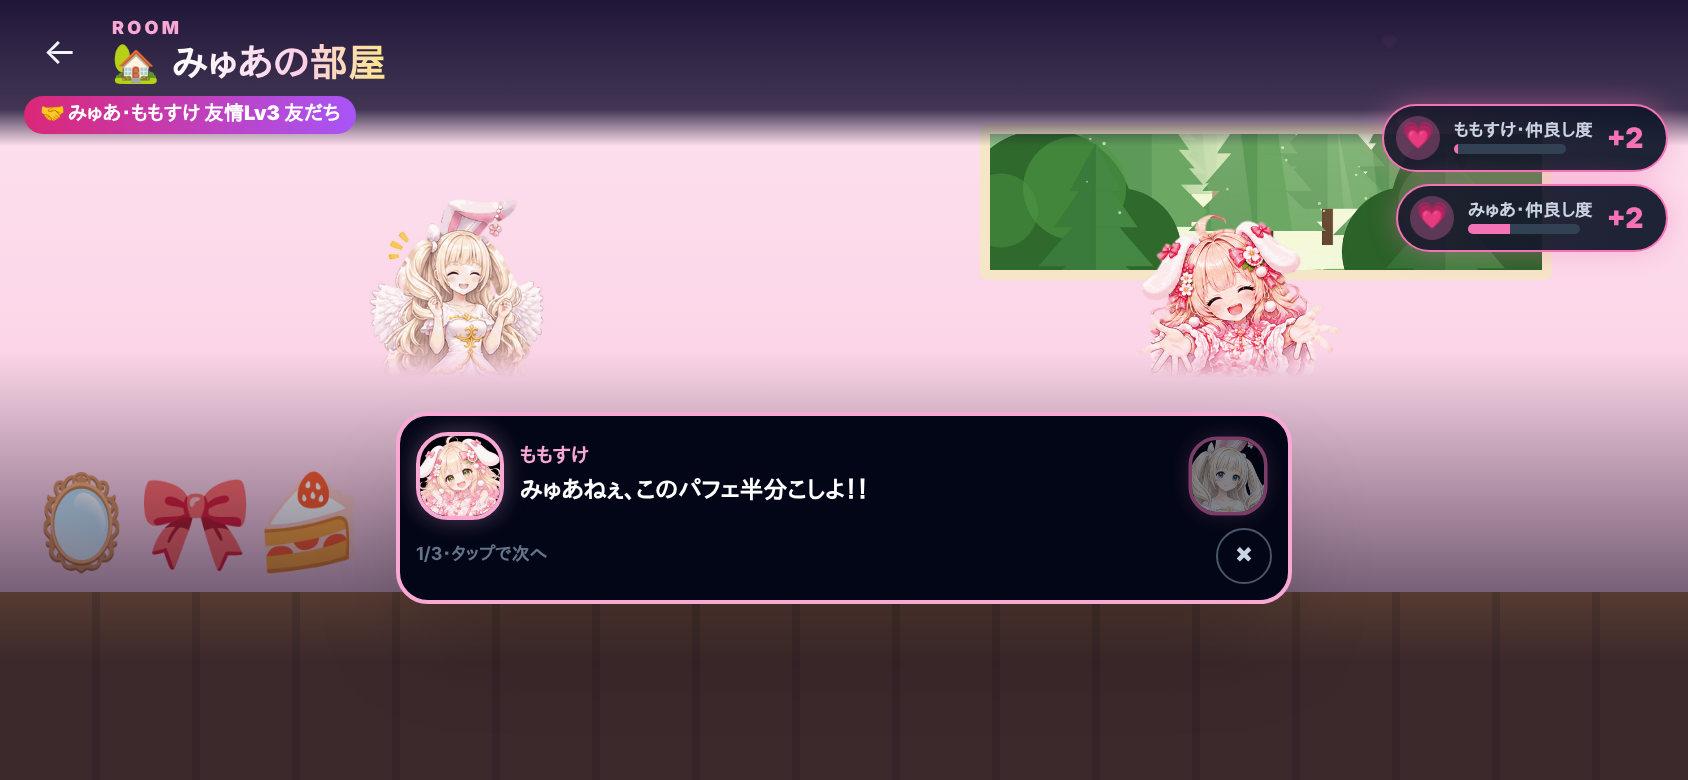 ROOM
みゅあの部屋
みゅあ・ももすけ 友情Lv3 友だち
ももすけ・仲良し度 +2
みゅあ・仲良し度 +2
ももすけ
みゅあねぇ、このパフェ半分こしよ！！
1/3・タップで次へ